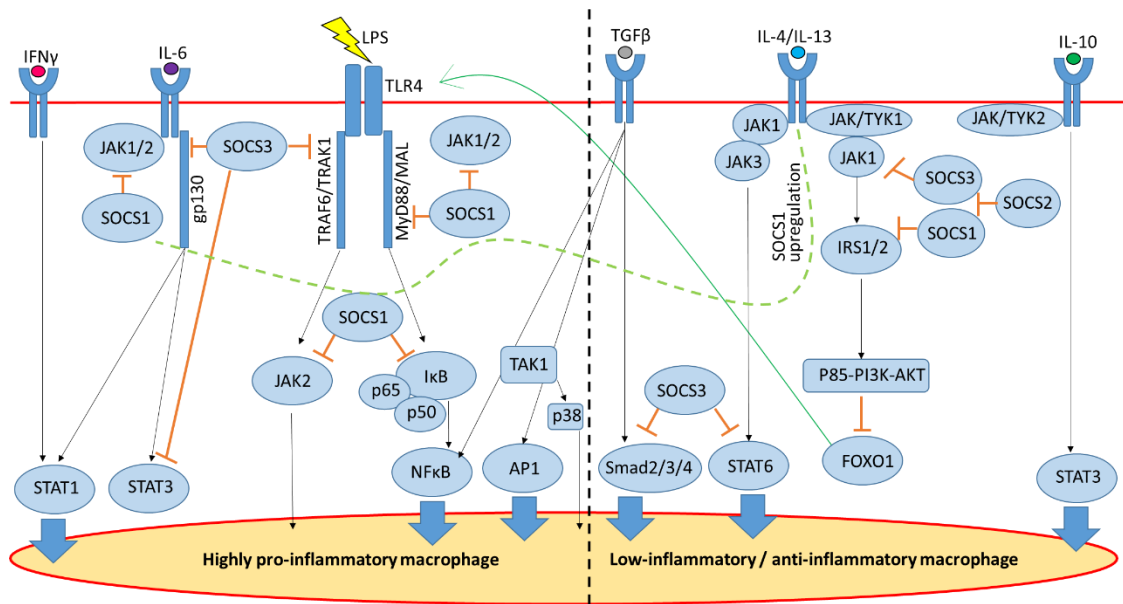 LPS
TGFβ
IL-4/IL-13
IL-10
IFNγ
IL-6
TLR4
JAK1/2
SOCS3
JAK1/2
JAK1
JAK/TYK1
JAK/TYK2
JAK3
JAK1
SOCS1
gp130
TRAF6/TRAK1
MyD88/MAL
SOCS1
SOCS1
upregulation
SOCS3
SOCS2
SOCS1
IRS1/2
SOCS1
JAK2
IκB
p65
p50
TAK1
p38
SOCS3
P85-PI3K-AKT
STAT1
STAT3
NFκB
AP1
Smad2/3/4
STAT6
FOXO1
STAT3
Highly pro-inflammatory macrophage
Low-inflammatory / anti-inflammatory macrophage